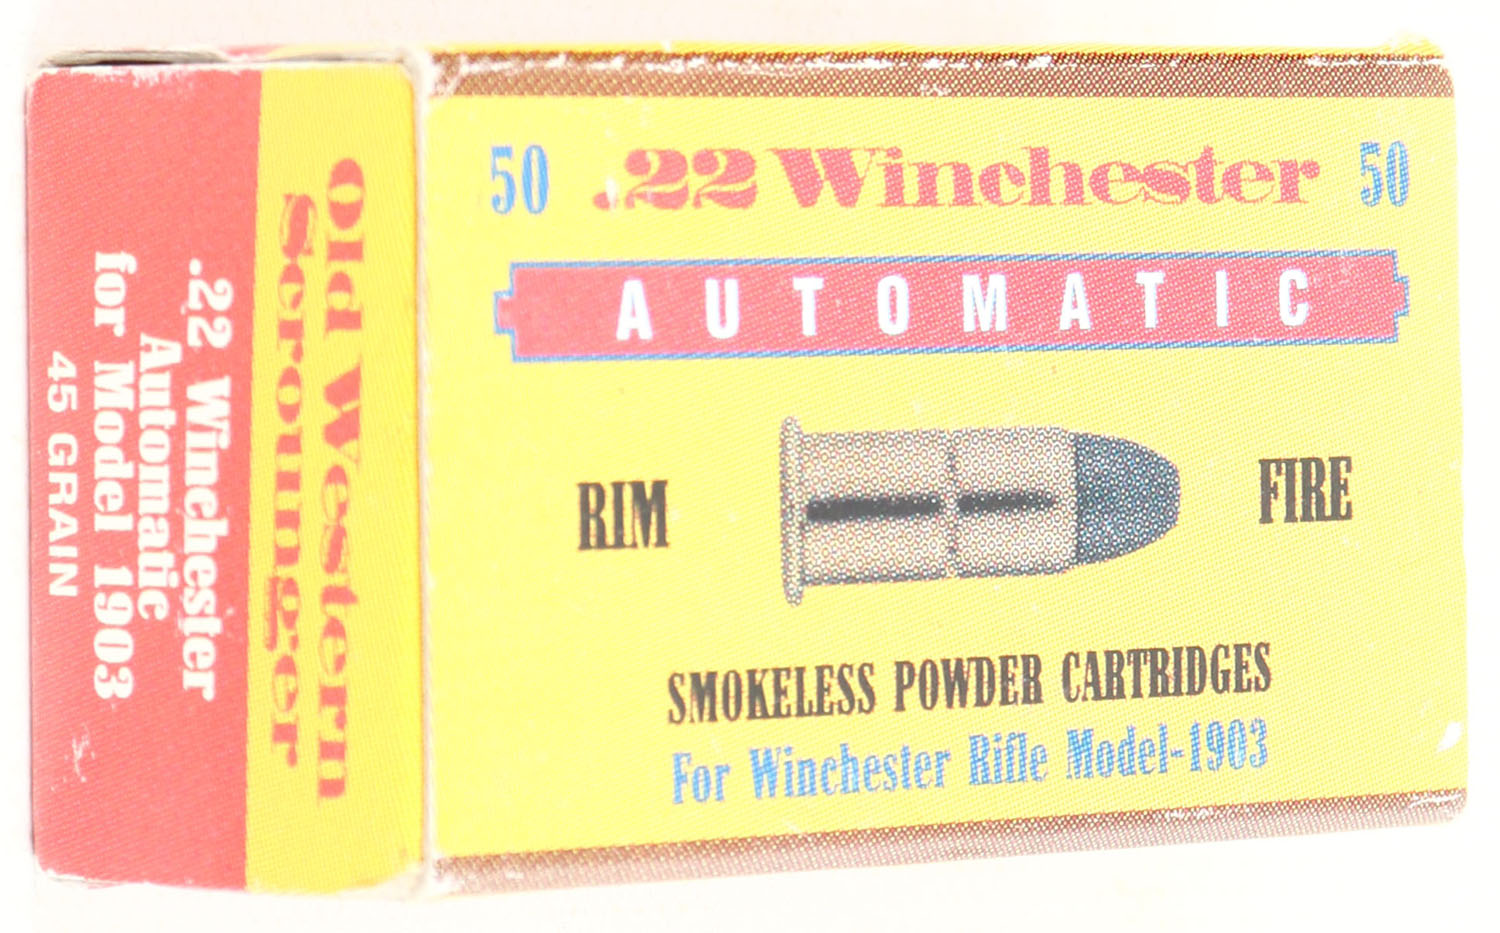 50 .22 Winchester 50
AUTOMATIC
RIM FIRE
SMOKELESS POWDER CARTRIDGES
For Winchester Rifle Model-1903
Old Western
Scrounger
.22 Winchester
Automatic
for Model 1903
45 GRAIN